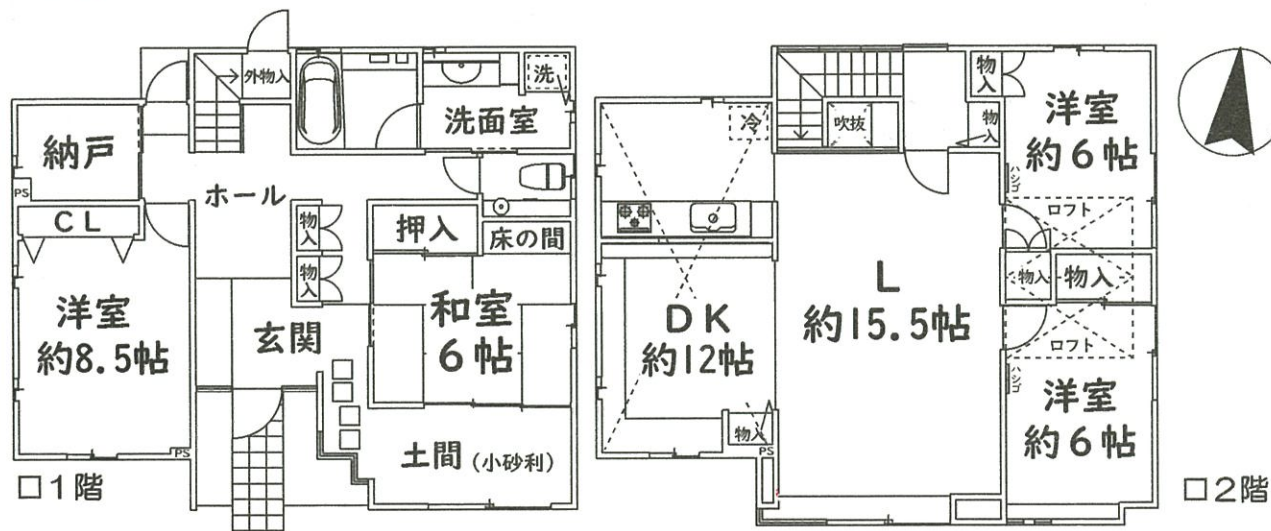 外物入
洗
洗面室
納戸
PS
ホール
CL
物入
押入
床の間
物入
洋室
約8.5帖
玄関
和室
6帖
土間(小砂利)
PS
□1階
物入
冷
吹抜
物入
洋室
約6帖
ハシゴ
ロフト
L
約15.5帖
物入
物入
DK
約12帖
ロフト
ハシゴ
洋室
約6帖
物入
PS
□2階